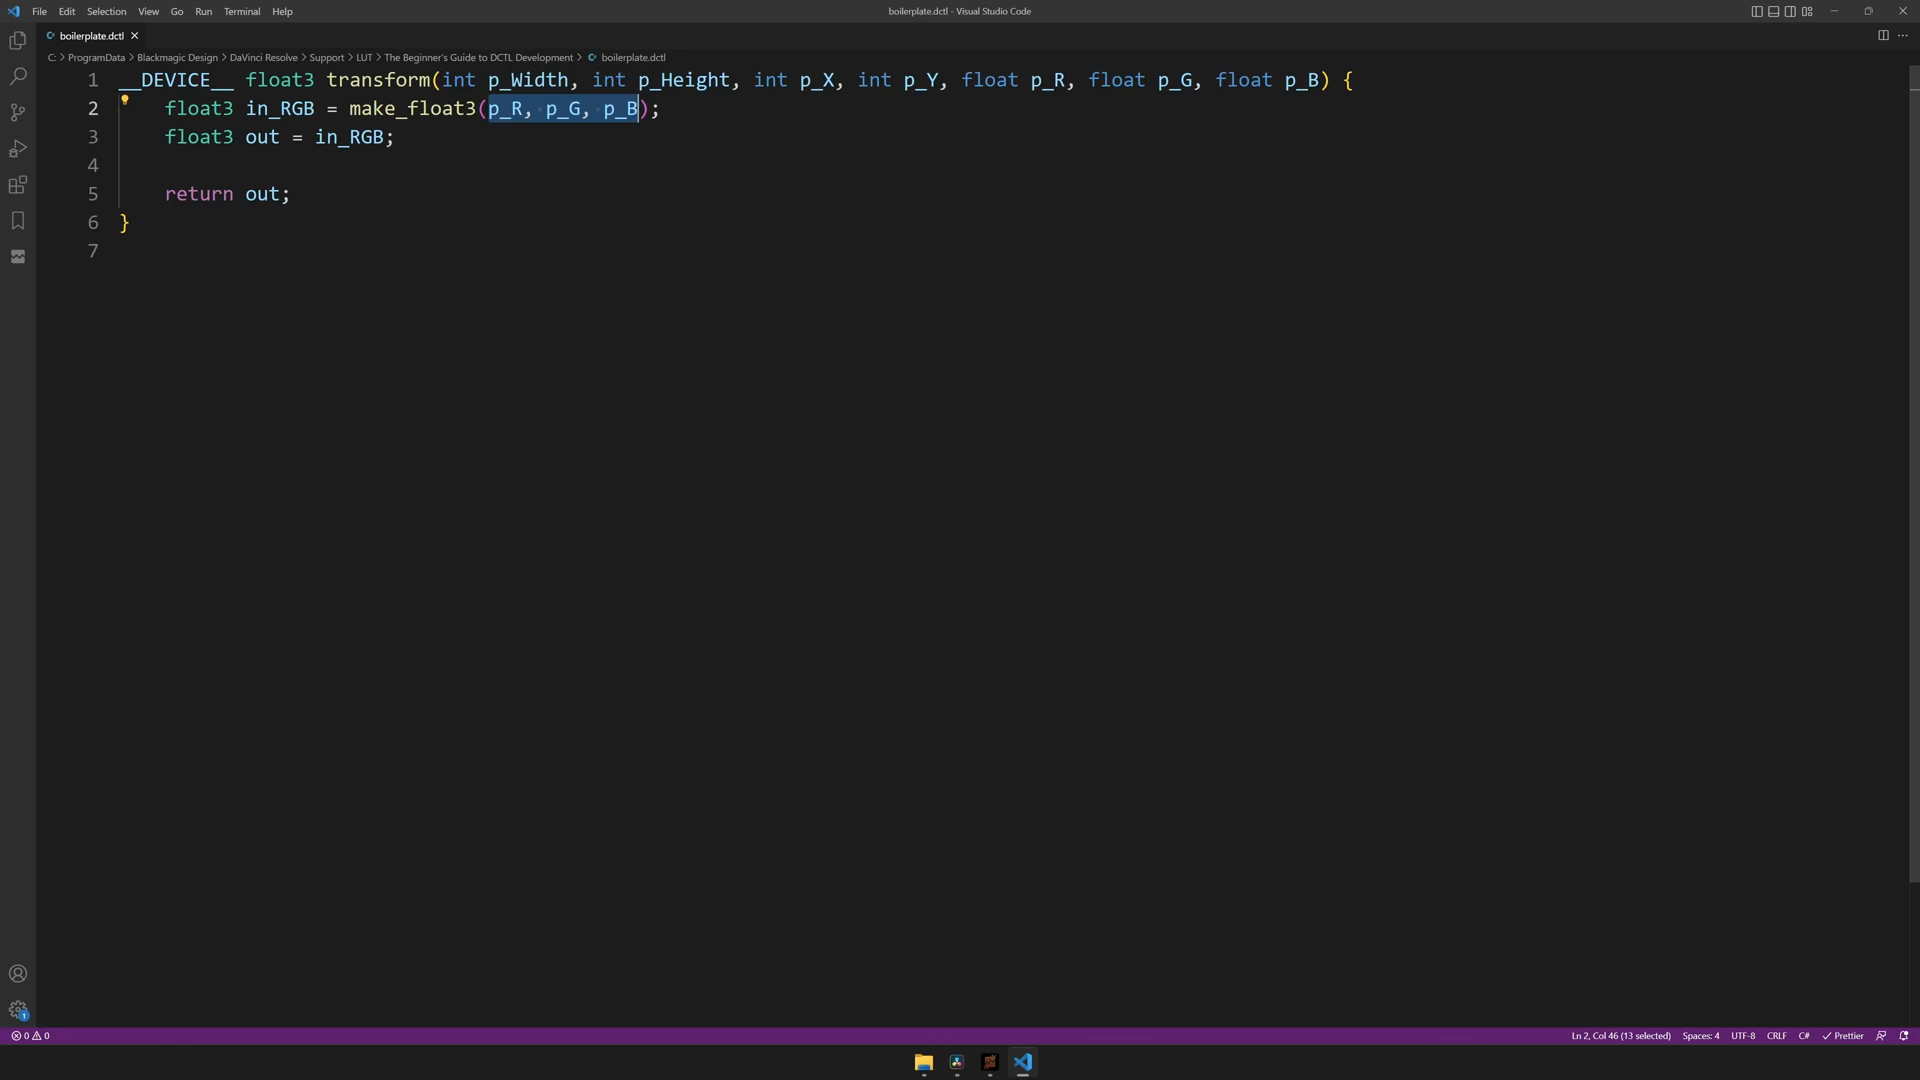 File Edit Selection View Go Run Terminal Help
boilerplate.dctl - Visual Studio Code
boilerplate.dctl
C: > ProgramData > Blackmagic Design > DaVinci Resolve > Support > LUT > The Beginner's Guide to DCTL Development > boilerplate.dctl
1 __DEVICE__ float3 transform(int p_Width, int p_Height, int p_X, int p_Y, float p_R, float p_G, float p_B) {
2 float3 in_RGB = make_float3(p_R, p_G, p_B);
3 float3 out = in_RGB;
4
5 return out;
6 }
7
1
0 0
Ln 2, Col 46 (13 selected) Spaces: 4 UTF-8 CRLF C# Prettier